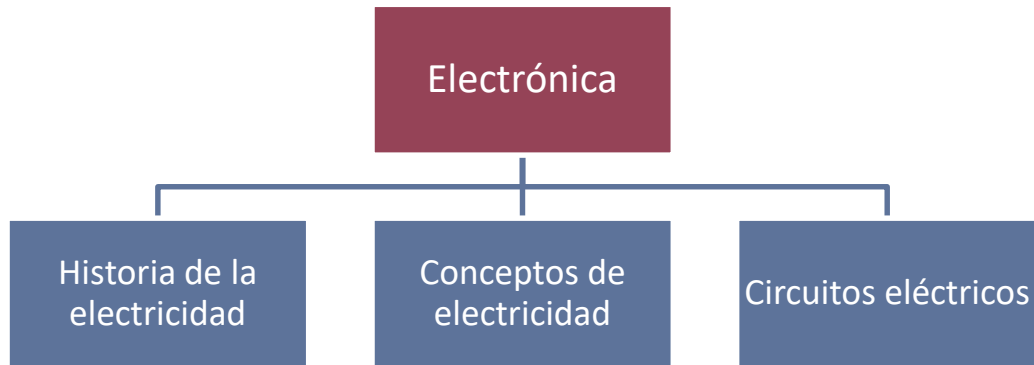 Electrónica
Historia de la
electricidad
Conceptos de
electricidad
Circuitos eléctricos